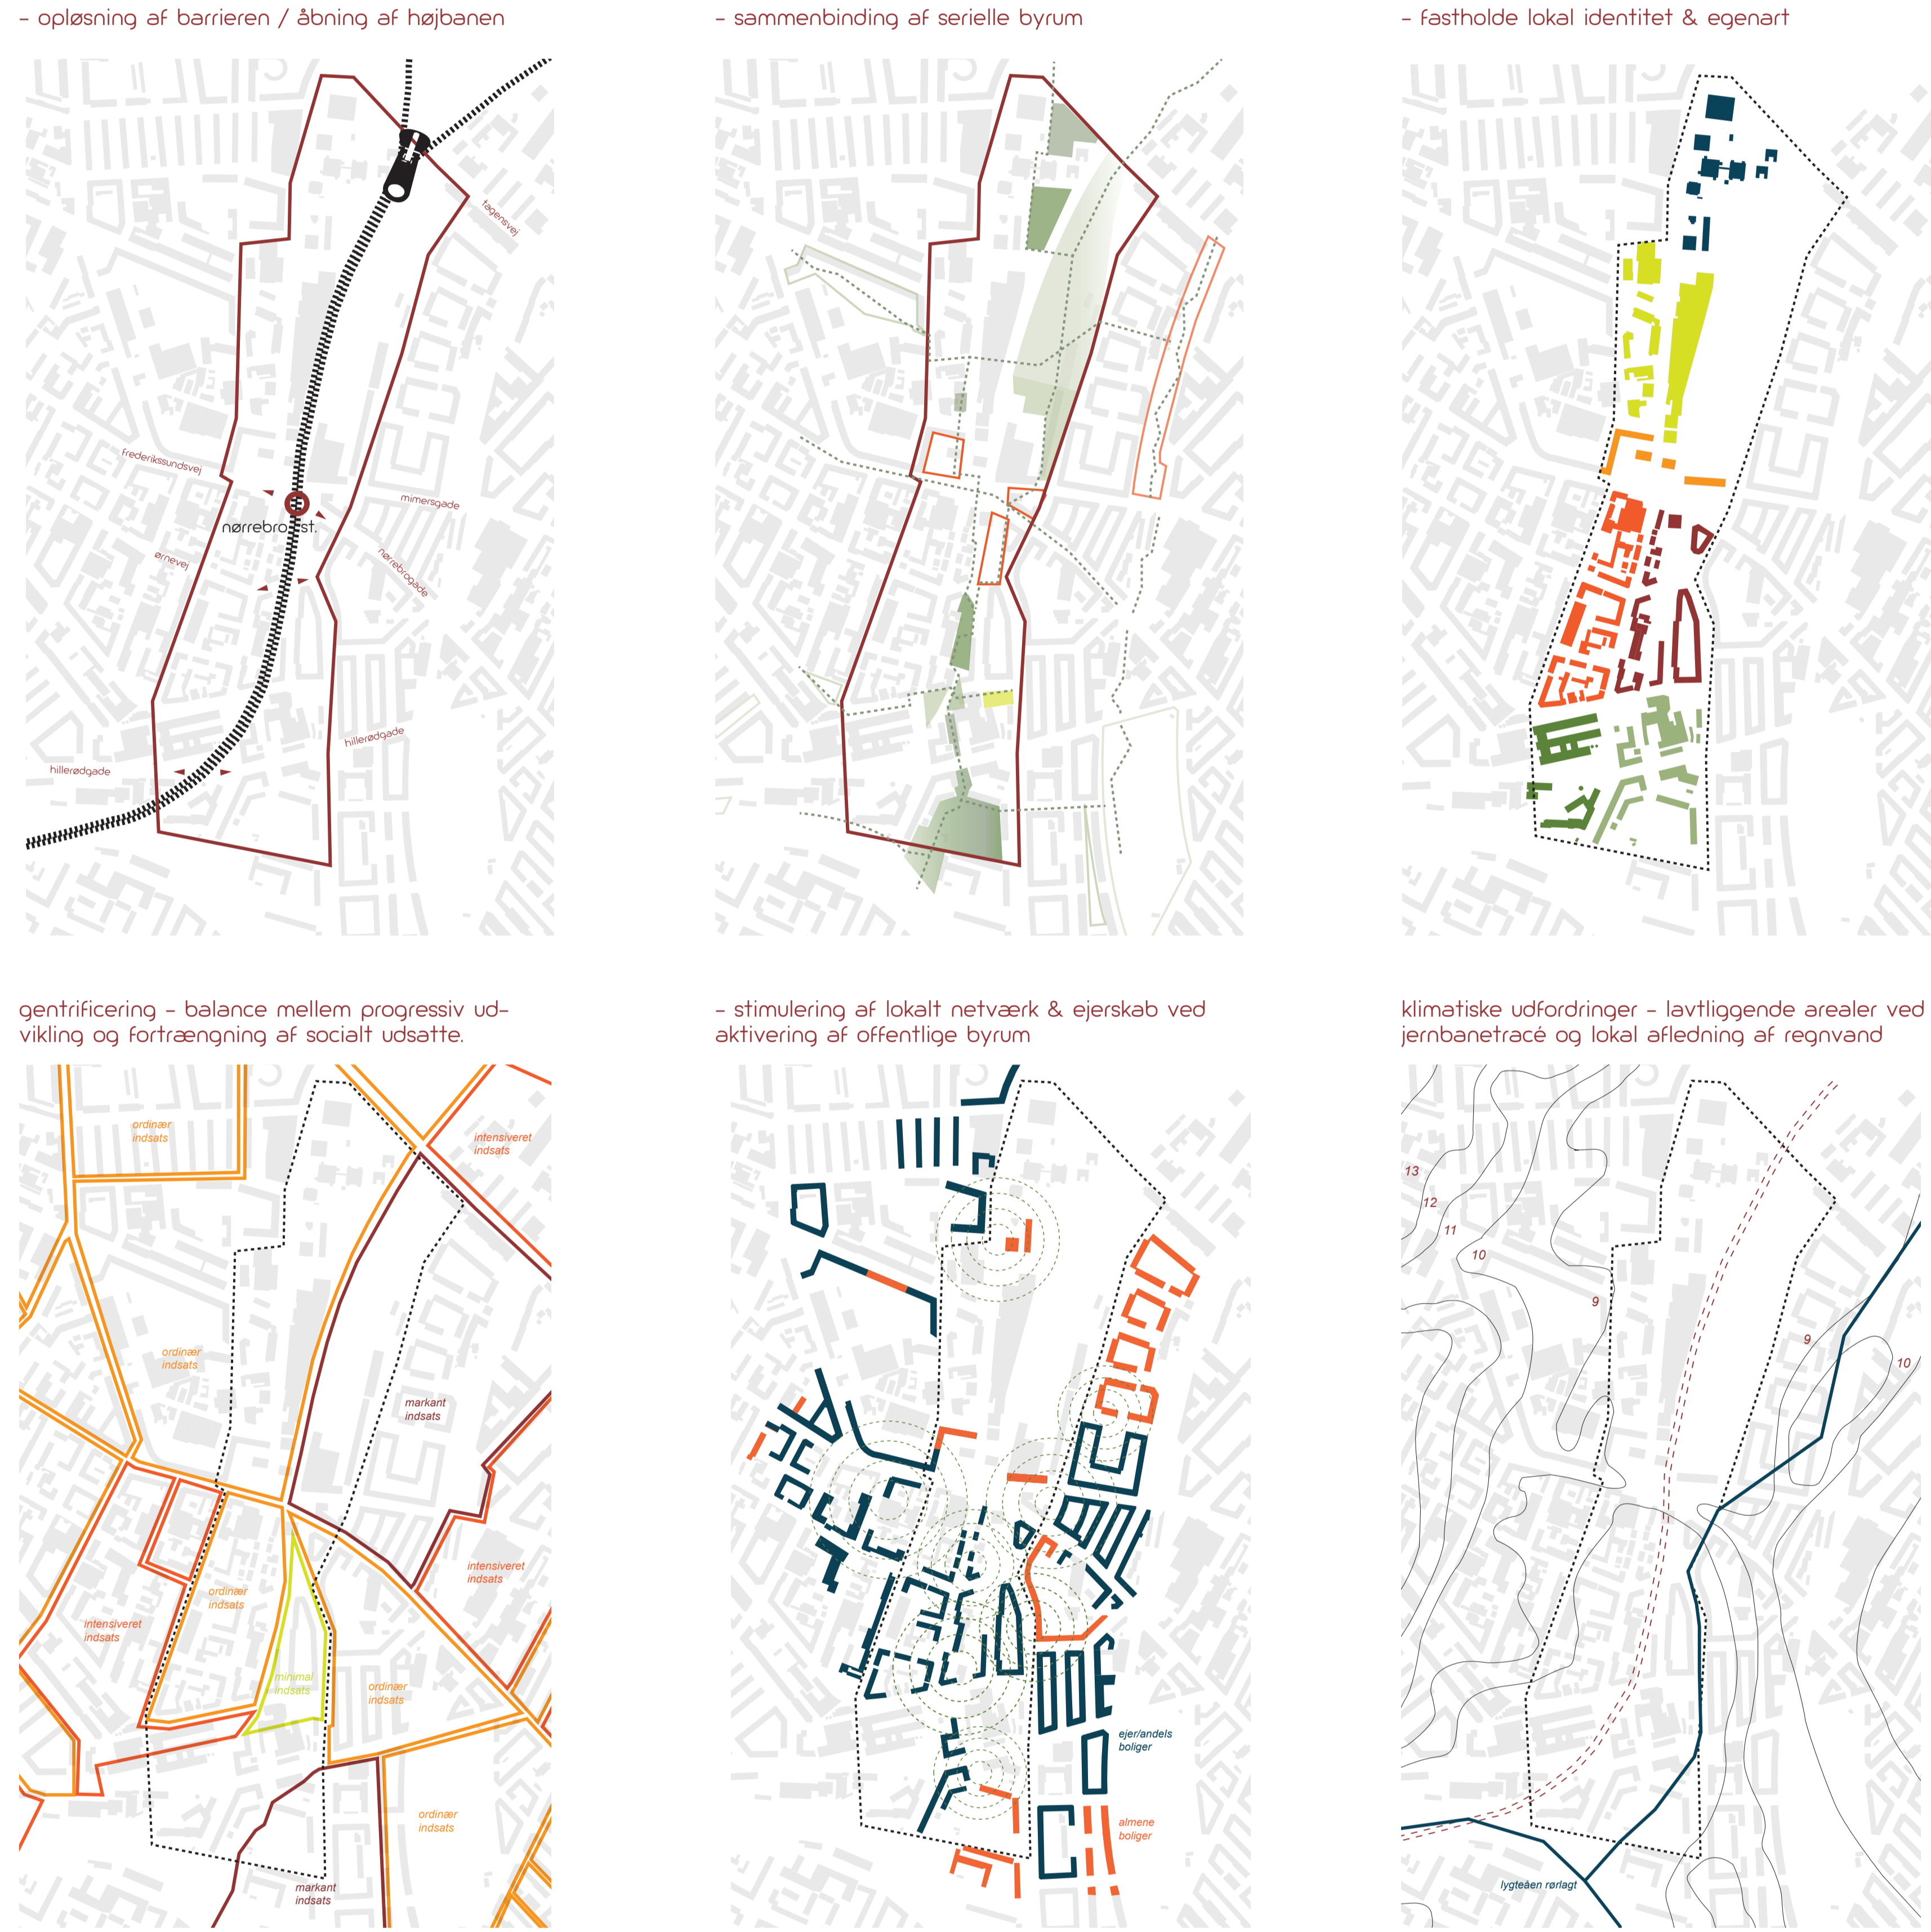 - opløsning af barrieren / åbning af højbanen
- sammenbinding af serielle byrum
- fastholde lokal identitet & egenart
tagensvej
frederikssundsvej
mimersgade
nørrebro st.
ørnevej
nørrebrogade
hillerødgade
hillerødgade
gentrificering - balance mellem progressiv ud-
vikling og fortrængning af socialt udsatte.
- stimulering af lokalt netværk & ejerskab ved
aktivering af offentlige byrum
klimatiske udfordringer - lavtliggende arealer ved
jernbanetracé og lokal afledning af regnvand
ordinær
indsats
intensiveret
indsats
ordinær
indsats
markant
indsats
intensiveret
indsats
ordinær
indsats
intensiveret
indsats
minimal
indsats
ordinær
indsats
ordinær
indsats
markant
indsats
ejer/andels
boliger
almene
boliger
13
12
11
10
9
9
10
lygteåen rørlagt